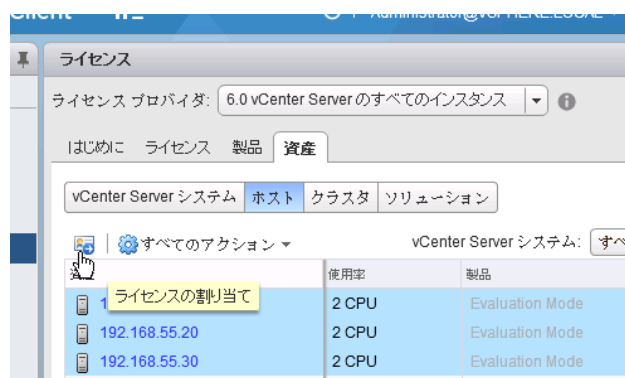 Administrator@VSPHERE.LOCAL
ライセンス
ライセンス プロバイダ: 6.0 vCenter Server のすべてのインスタンス
はじめに ライセンス 製品 資産
vCenter Server システム ホスト クラスタ ソリューション
すべてのアクション vCenter Server システム:
使用率 製品
ライセンスの割り当て 2 CPU Evaluation Mode
192.168.55.20 2 CPU Evaluation Mode
192.168.55.30 2 CPU Evaluation Mode